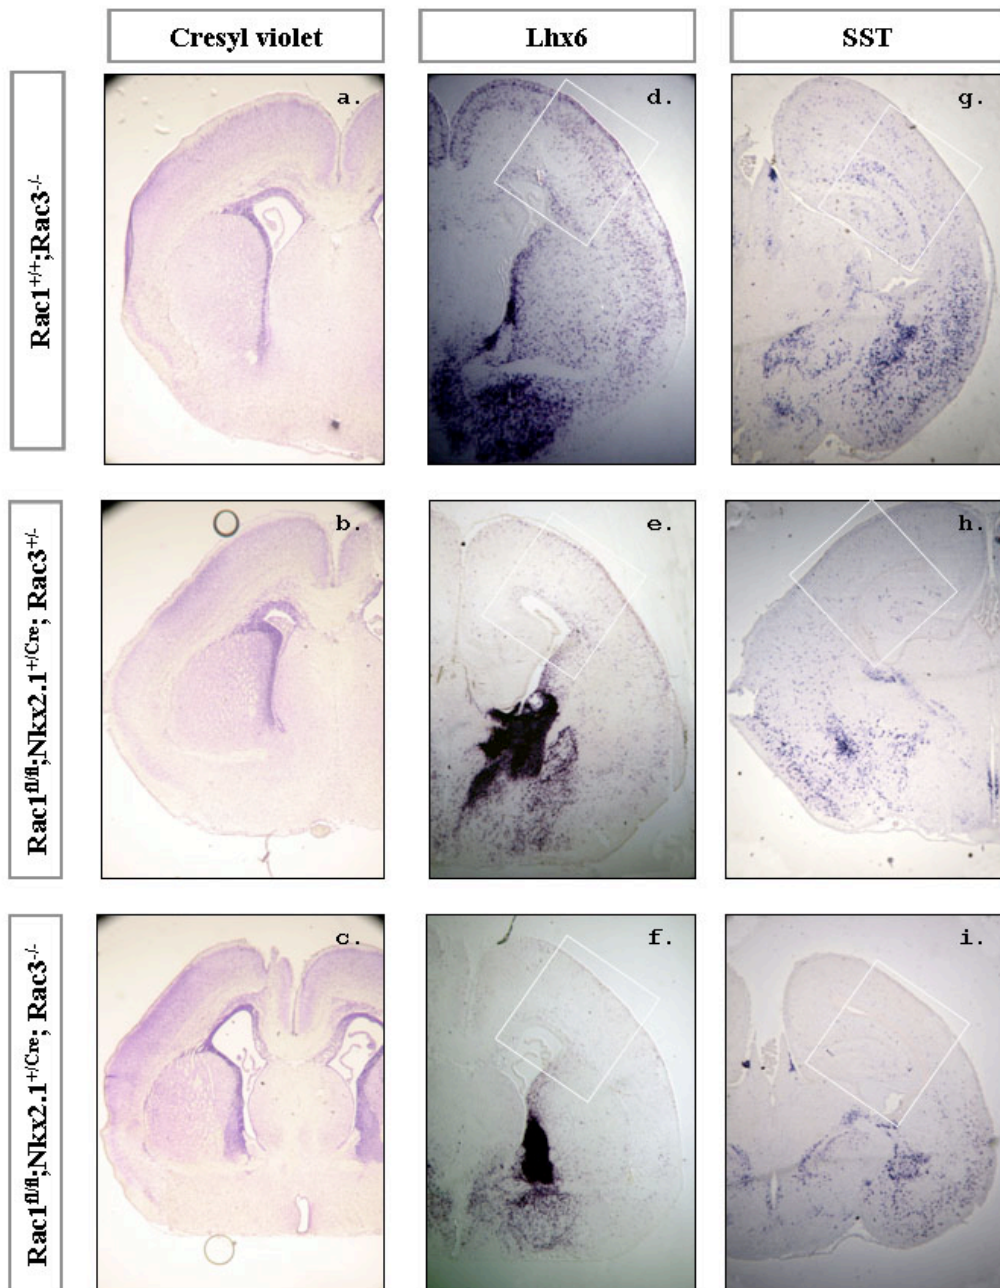 Cresyl violet
Lhx6
SST
Rac1+/+;Rac3-/-
a.
d.
g.
Rac1fl/fl;Nkx2.1+/Cre; Rac3+/-
b.
e.
h.
Rac1fl/fl;Nkx2.1+/Cre; Rac3-/-
c.
f.
i.